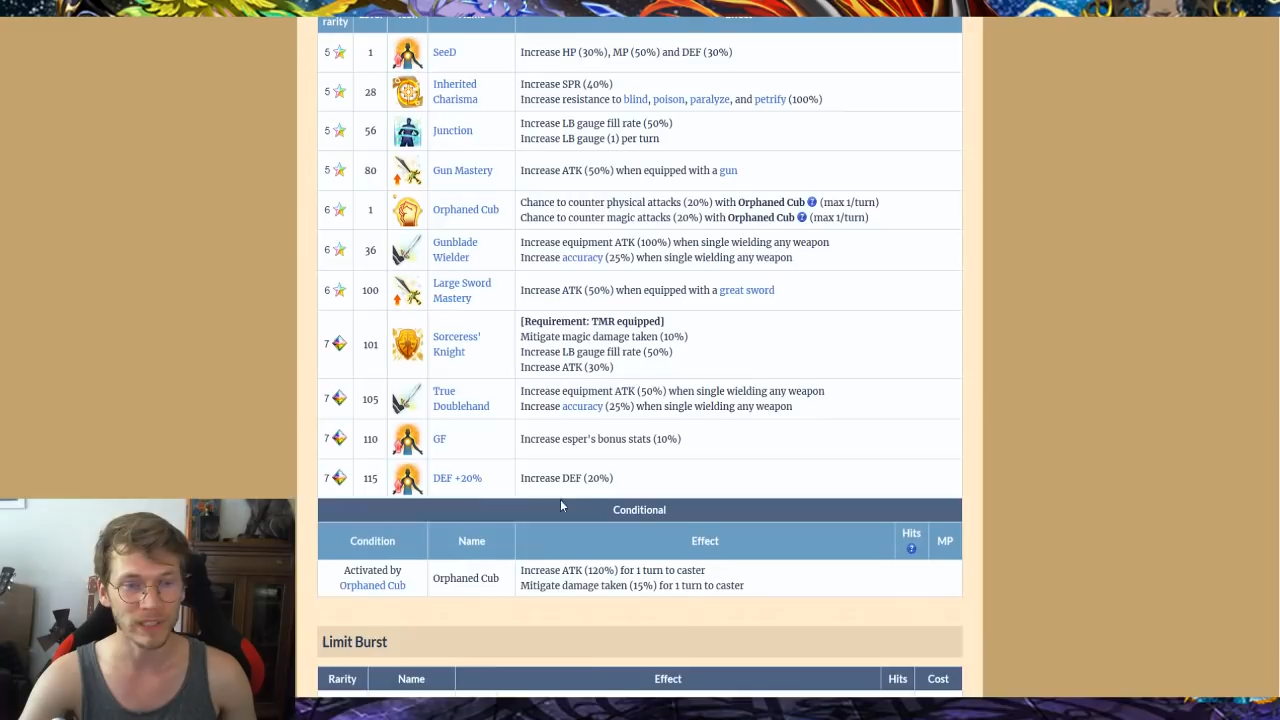 rarity
5 1 SeeD Increase HP (30%), MP (50%) and DEF (30%)
5 28 Inherited Charisma Increase SPR (40%)
Increase resistance to blind, poison, paralyze, and petrify (100%)
5 56 Junction Increase LB gauge fill rate (50%)
Increase LB gauge (1) per turn
5 80 Gun Mastery Increase ATK (50%) when equipped with a gun
6 1 Orphaned Cub Chance to counter physical attacks (20%) with Orphaned Cub ? (max 1/turn)
Chance to counter magic attacks (20%) with Orphaned Cub ? (max 1/turn)
6 36 Gunblade Wielder Increase equipment ATK (100%) when single wielding any weapon
Increase accuracy (25%) when single wielding any weapon
6 100 Large Sword Mastery Increase ATK (50%) when equipped with a great sword
7 101 Sorceress' Knight [Requirement: TMR equipped]
Mitigate magic damage taken (10%)
Increase LB gauge fill rate (50%)
Increase ATK (30%)
7 105 True Doublehand Increase equipment ATK (50%) when single wielding any weapon
Increase accuracy (25%) when single wielding any weapon
7 110 GF Increase esper's bonus stats (10%)
7 115 DEF +20% Increase DEF (20%)
Conditional
Condition Name Effect Hits ? MP
Activated by Orphaned Cub Orphaned Cub Increase ATK (120%) for 1 turn to caster
Mitigate damage taken (15%) for 1 turn to caster
Limit Burst
Rarity Name Effect Hits Cost